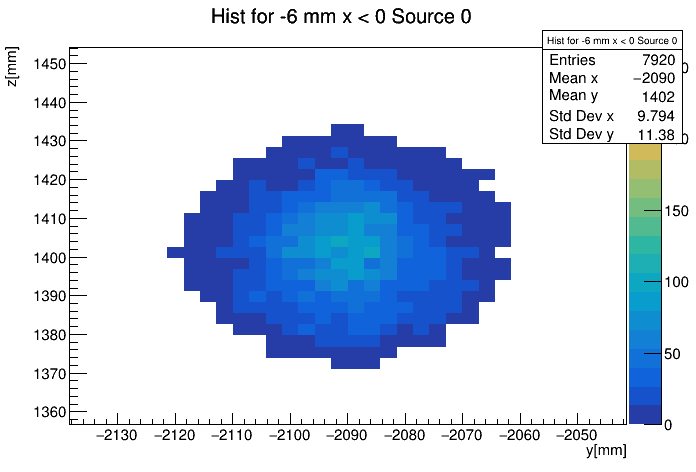 Hist for -6 mm x < 0 Source 0
Hist for -6 mm x < 0 Source 0
Entries 7920
Mean x −2090
Mean y 1402
Std Dev x 9.794
Std Dev y 11.38
z[mm]
1450
1440
1430
1420
1410
1400
1390
1380
1370
1360
−2130 −2120 −2110 −2100 −2090 −2080 −2070 −2060 −2050
y[mm]
150
100
50
0